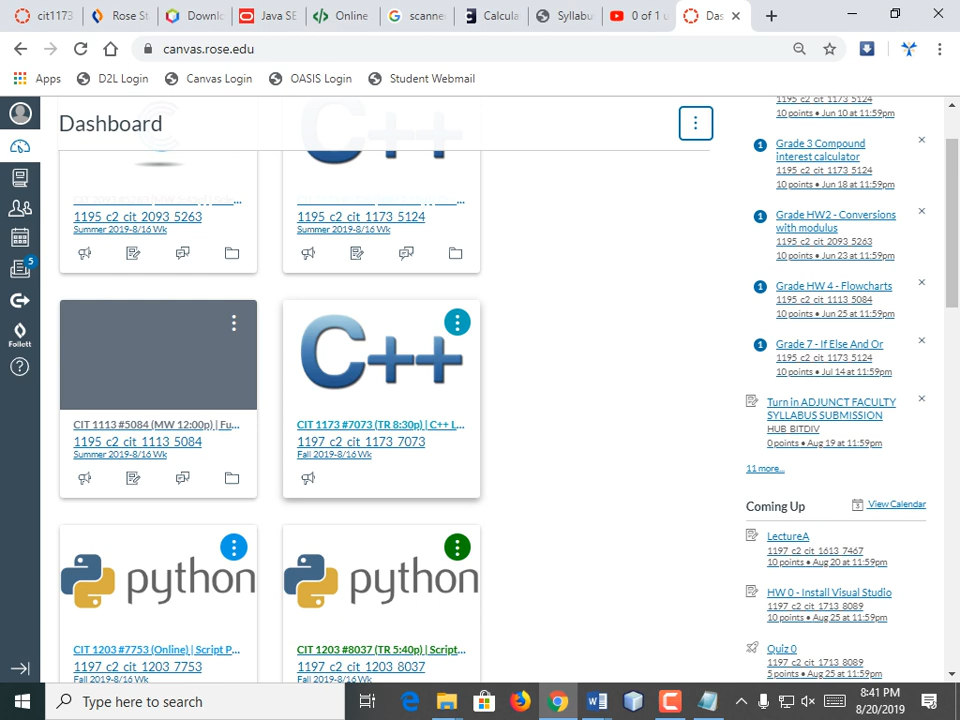 cit1173
Rose St
Downlo
Java SE
Online
scanne
Calcula
Syllabu
0 of 1 u
Das
canvas.rose.edu
Apps
D2L Login
Canvas Login
OASIS Login
Student Webmail
Dashboard
C++
1195 c2 cit 2093 5263
Summer 2019-8/16 Wk
1195 c2 cit 1173 5124
Summer 2019-8/16 Wk
5
Follett
CIT 1113 #5084 (MW 12:00p) | Fu...
1195 c2 cit 1113 5084
Summer 2019-8/16 Wk
C++
CIT 1173 #7073 (TR 8:30p) | C++ L...
1197 c2 cit 1173 7073
Fall 2019-8/16 Wk
python
CIT 1203 #7753 (Online) | Script P...
1197 c2 cit 1203 7753
Fall 2019-8/16 Wk
python
CIT 1203 #8037 (TR 5:40p) | Script...
1197 c2 cit 1203 8037
Fall 2019-8/16 Wk
1195 c2 cit 1173 5124
10 points • Jun 10 at 11:59pm
1
Grade 3 Compound
interest calculator
1195 c2 cit 1173 5124
10 points • Jun 18 at 11:59pm
1
Grade HW2 - Conversions
with modulus
1195 c2 cit 2093 5263
10 points • Jun 23 at 11:59pm
1
Grade HW 4 - Flowcharts
1195 c2 cit 1113 5084
10 points • Jun 25 at 11:59pm
1
Grade 7 - If Else And Or
1195 c2 cit 1173 5124
10 points • Jul 14 at 11:59pm
Turn in ADJUNCT FACULTY
SYLLABUS SUBMISSION
HUB BITDIV
0 points • Aug 19 at 11:59pm
11 more...
Coming Up
View Calendar
LectureA
1197 c2 cit 1613 7467
10 points • Aug 20 at 11:59pm
HW 0 - Install Visual Studio
1197 c2 cit 1713 8089
10 points • Aug 25 at 11:59pm
Quiz 0
1197 c2 cit 1713 8089
5 points • Aug 25 at 11:59pm
Type here to search
8:41 PM
8/20/2019